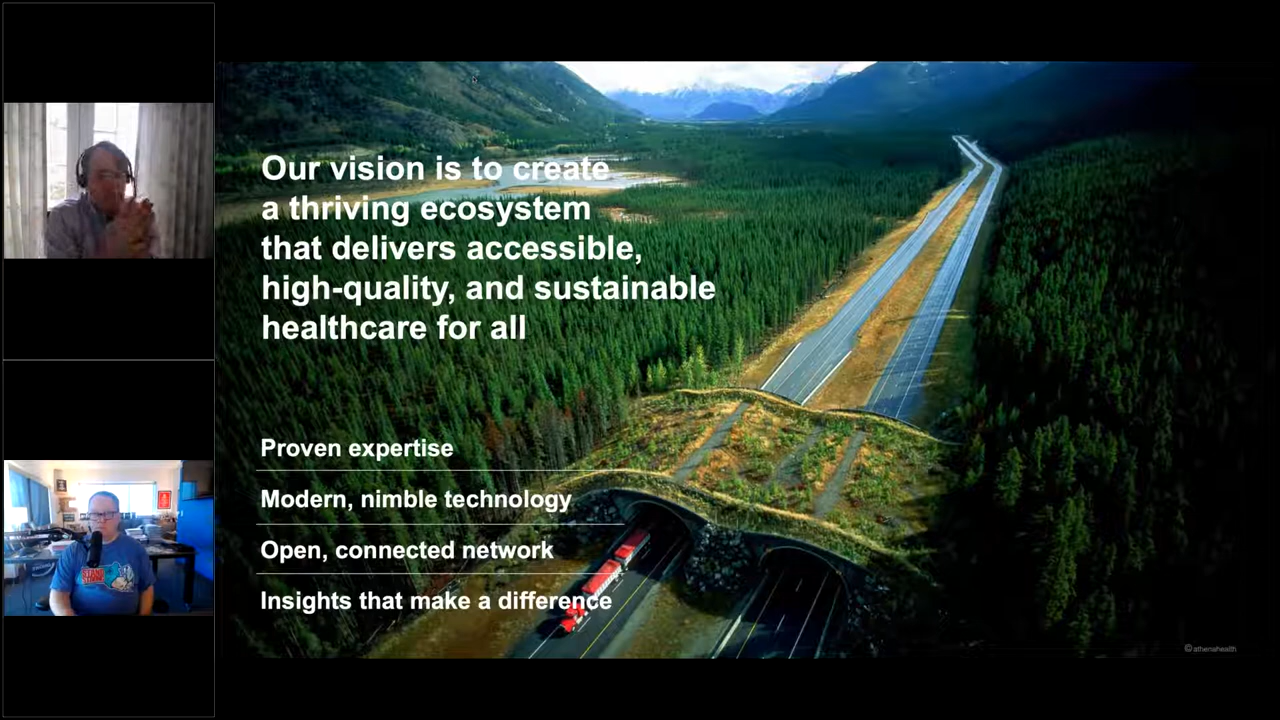 Our vision is to create
a thriving ecosystem
that delivers accessible,
high-quality, and sustainable
healthcare for all
Proven expertise
Modern, nimble technology
Open, connected network
Insights that make a difference
©athenahealth